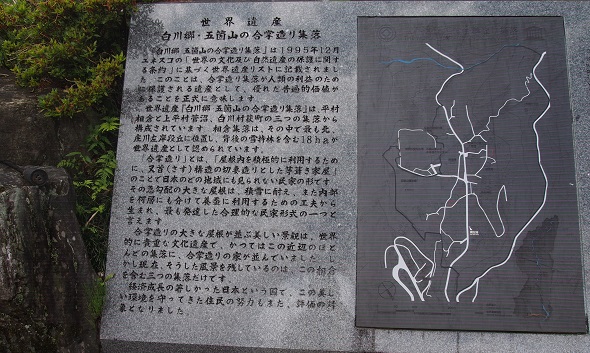 世界遺産
白川郷・五箇山の合掌造り集落
「白川郷・五箇山の合掌造り集落」は1995年12月
ユネスコの「世界の文化及び自然遺産の保護に関す
る条約」に基づく世界遺産リストに記載されまし
た。このことは、合掌造り集落が人類の利益のため
に保護される遺産として、優れた普遍的価値が
あることを正式に意味します。
世界遺産「白川郷・五箇山の合掌造り集落」は、平村
相倉と上平村菅沼、白川村荻町の三つの集落から
構成されています。相倉集落は、その中で最も北、
庄川左岸段丘に位置し、背後の雪持林を含む18haが
世界遺産として認められています。
「合掌造り」とは、「屋根内を積極的に利用するため
に、叉首(さす)構造の切妻造りとした茅葺き家屋」
のことで日本のどの地域にも見られない民家の形です。
その急勾配の大きな屋根は、積雪に耐え、また内部
を何層にも分けて養蚕に利用するための工夫から
生まれ、最も発達した合理的な民家形式の一つと
言えます。
合掌造りの大きな屋根が並ぶ美しい景観は、世界
的に貴重な文化遺産で、かつてはこの近辺のほと
んどの集落に、合掌造りの家が並んでいました。し
かし現在、そうした風景を残しているのは、この相倉
を含む三つの集落だけです。
経済成長の著しかった日本という国で、この美し
い環境を守ってきた住民の努力もまた、評価の対
象となりました。